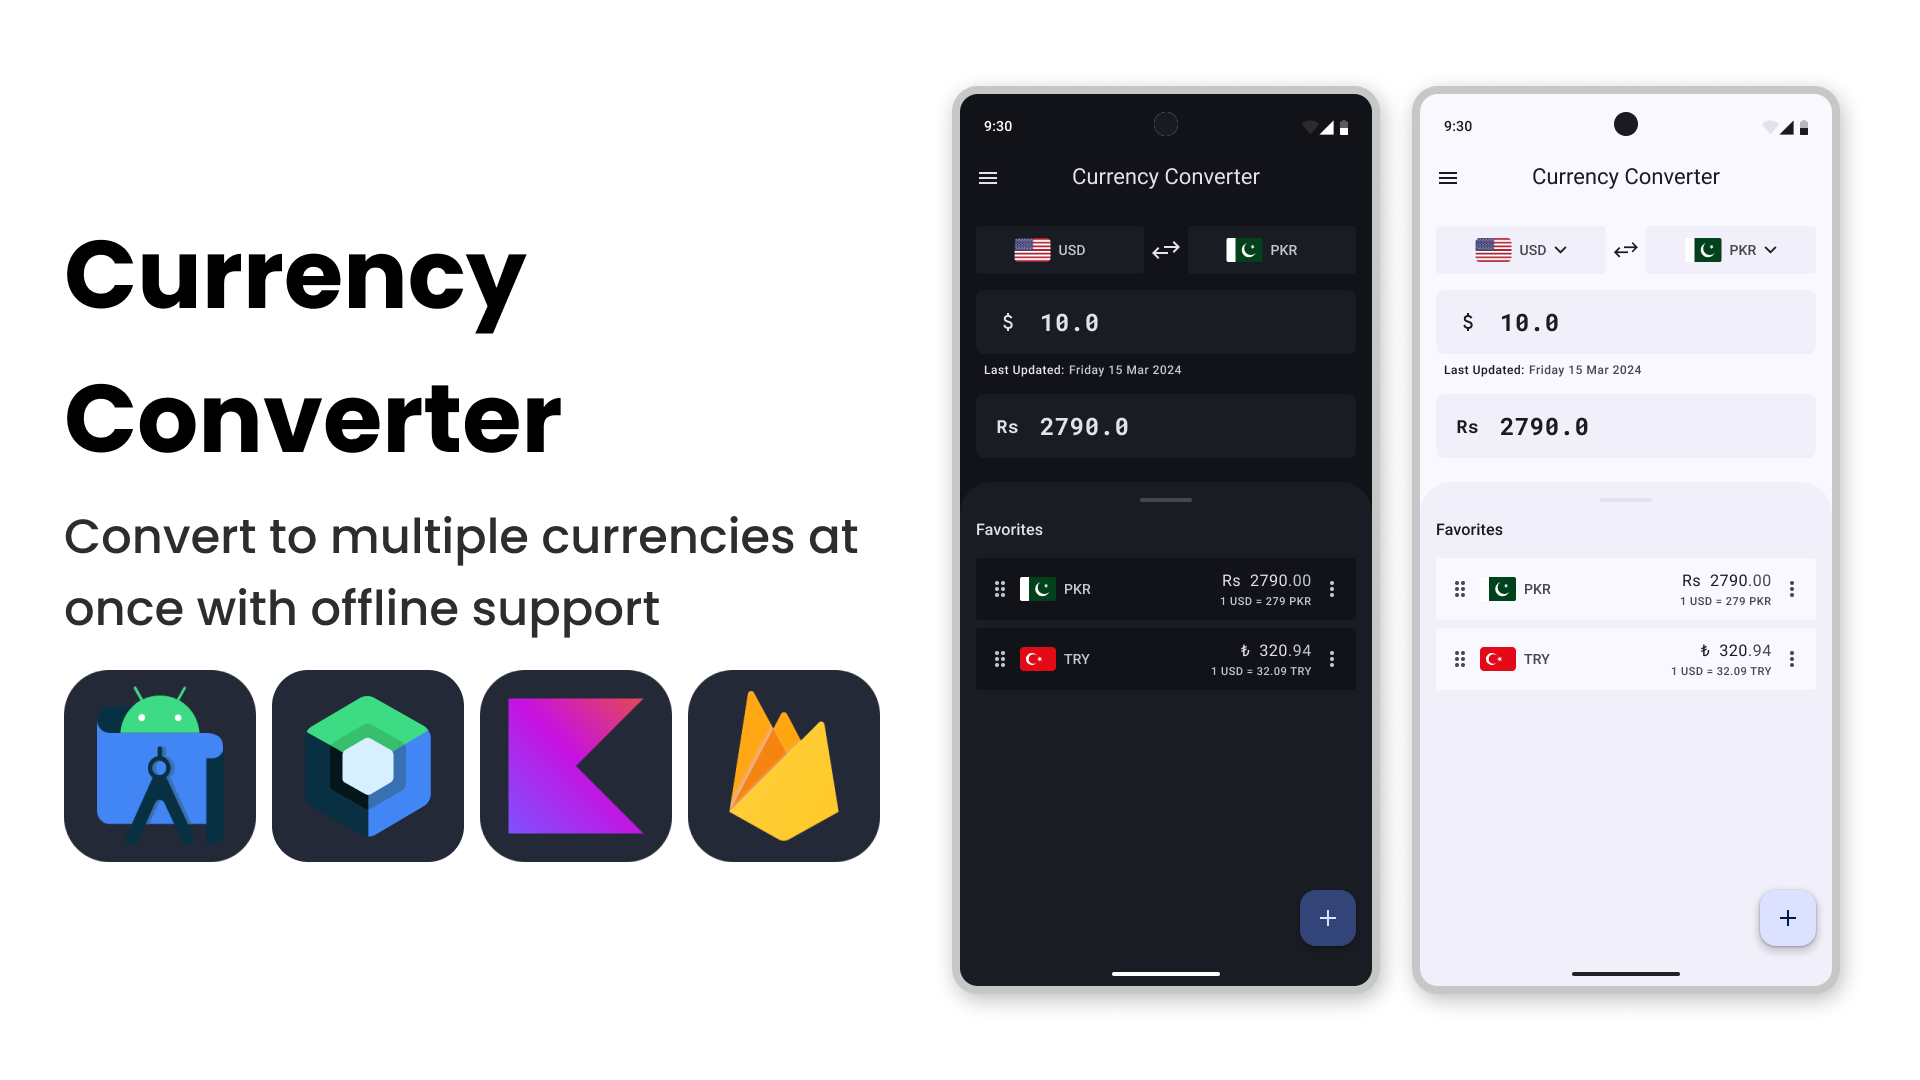 Currency
Converter
Convert to multiple currencies at
once with offline support
9:30
Currency Converter
USD
PKR
$ 10.0
Last Updated: Friday 15 Mar 2024
Rs 2790.0
Favorites
PKR
Rs 2790.00
1 USD = 279 PKR
TRY
₺ 320.94
1 USD = 32.09 TRY
9:30
Currency Converter
USD
PKR
$ 10.0
Last Updated: Friday 15 Mar 2024
Rs 2790.0
Favorites
PKR
Rs 2790.00
1 USD = 279 PKR
TRY
₺ 320.94
1 USD = 32.09 TRY